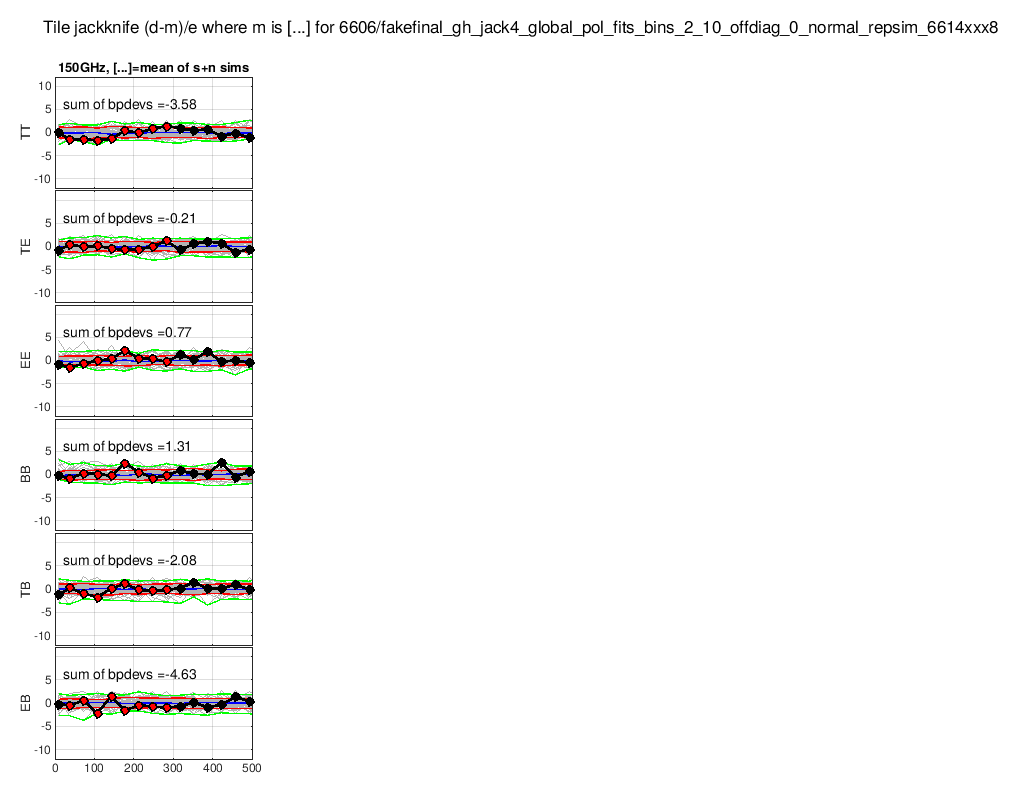 Tile jackknife (d-m)/e where m is [...] for 6606/fakefinal_gh_jack4_global_pol_fits_bins_2_10_offdiag_0_normal_repsim_6614xxx8
150GHz, [...]=mean of s+n sims
10
sum of bpdevs =-3.58
5
TT
0
-5
-10
sum of bpdevs =-0.21
5
TE
0
-5
-10
sum of bpdevs =0.77
5
EE
0
-5
-10
sum of bpdevs =1.31
5
BB
0
-5
-10
sum of bpdevs =-2.08
5
TB
0
-5
-10
sum of bpdevs =-4.63
5
EB
0
-5
-10
0 100 200 300 400 500